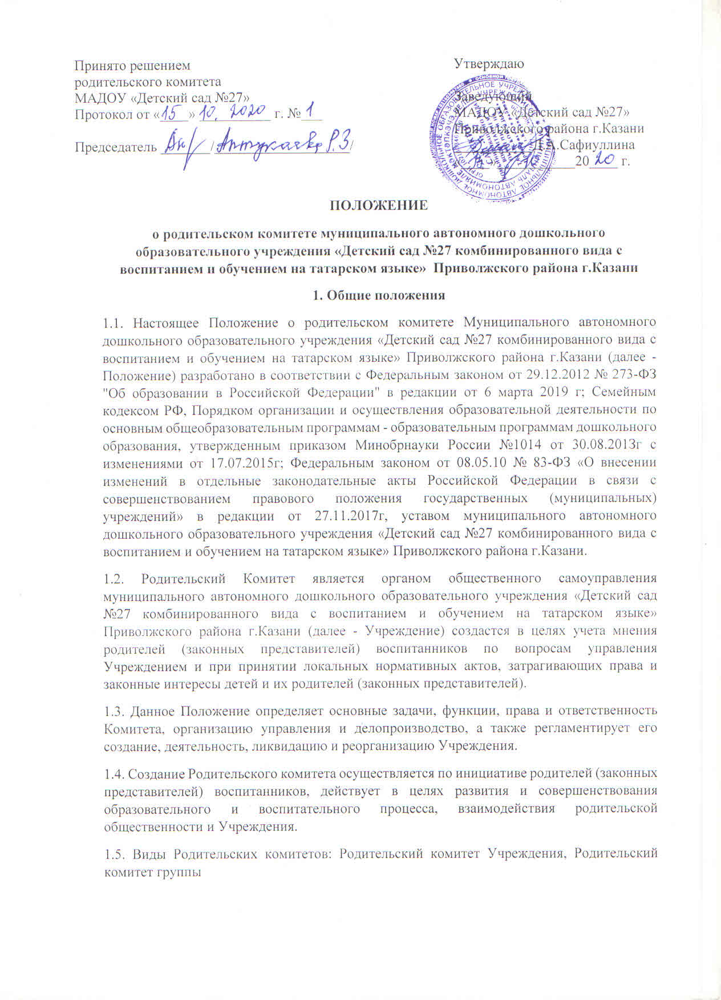 Принято решением
родительского комитета
МАДОУ «Детский сад №27»
Протокол от «15» 10. 2020 г. № 1
Председатель / Р.З/
Утверждаю
Заведующий
МАДОУ «Детский сад №27»
Приволжского района г.Казани
Д.А.Сафиуллина
2020 г.
ПОЛОЖЕНИЕ
о родительском комитете муниципального автономного дошкольного
образовательного учреждения «Детский сад №27 комбинированного вида с
воспитанием и обучением на татарском языке» Приволжского района г.Казани
1. Общие положения
1.1. Настоящее Положение о родительском комитете Муниципального автономного
дошкольного образовательного учреждения «Детский сад №27 комбинированного вида с
воспитанием и обучением на татарском языке» Приволжского района г.Казани (далее -
Положение) разработано в соответствии с Федеральным законом от 29.12.2012 № 273-ФЗ
"Об образовании в Российской Федерации" в редакции от 6 марта 2019 г; Семейным
кодексом РФ, Порядком организации и осуществления образовательной деятельности по
основным общеобразовательным программам - образовательным программам дошкольного
образования, утвержденным приказом Минобрнауки России №1014 от 30.08.2013г с
изменениями от 17.07.2015г; Федеральным законом от 08.05.10 № 83-ФЗ «О внесении
изменений в отдельные законодательные акты Российской Федерации в связи с
совершенствованием правового положения государственных (муниципальных)
учреждений» в редакции от 27.11.2017г, уставом муниципального автономного
дошкольного образовательного учреждения «Детский сад №27 комбинированного вида с
воспитанием и обучением на татарском языке» Приволжского района г.Казани.
1.2. Родительский Комитет является органом общественного самоуправления
муниципального автономного дошкольного образовательного учреждения «Детский сад
№27 комбинированного вида с воспитанием и обучением на татарском языке»
Приволжского района г.Казани (далее - Учреждение) создается в целях учета мнения
родителей (законных представителей) воспитанников по вопросам управления
Учреждением и при принятии локальных нормативных актов, затрагивающих права и
законные интересы детей и их родителей (законных представителей).
1.3. Данное Положение определяет основные задачи, функции, права и ответственность
Комитета, организацию управления и делопроизводство, а также регламентирует его
создание, деятельность, ликвидацию и реорганизацию Учреждения.
1.4. Создание Родительского комитета осуществляется по инициативе родителей (законных
представителей) воспитанников, действует в целях развития и совершенствования
образовательного и воспитательного процесса, взаимодействия родительской
общественности и Учреждения.
1.5. Виды Родительских комитетов: Родительский комитет Учреждения, Родительский
комитет группы